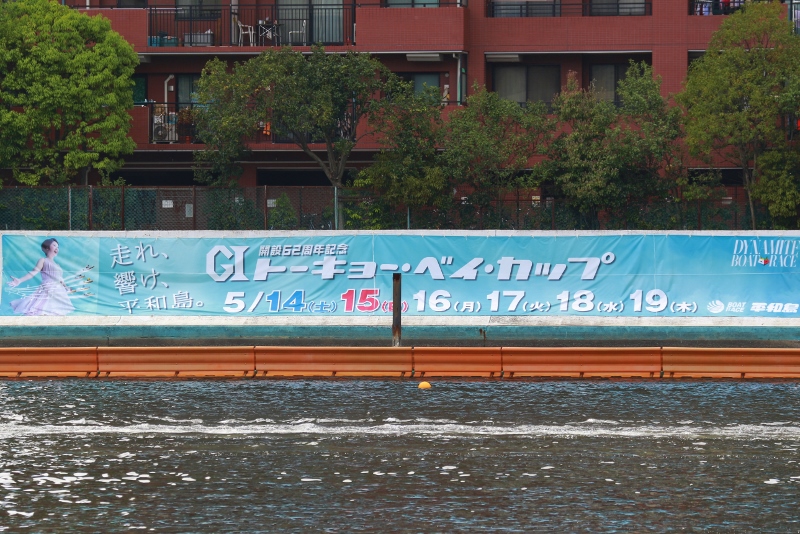 走れ、
響け、
平和島。
開設62周年記念
GI トーキョー・ベイ・カップ
5/14(土) 15(日) 16(月) 17(火) 18(水) 19(木)
DYNAMITE
BOAT RACE
平和島